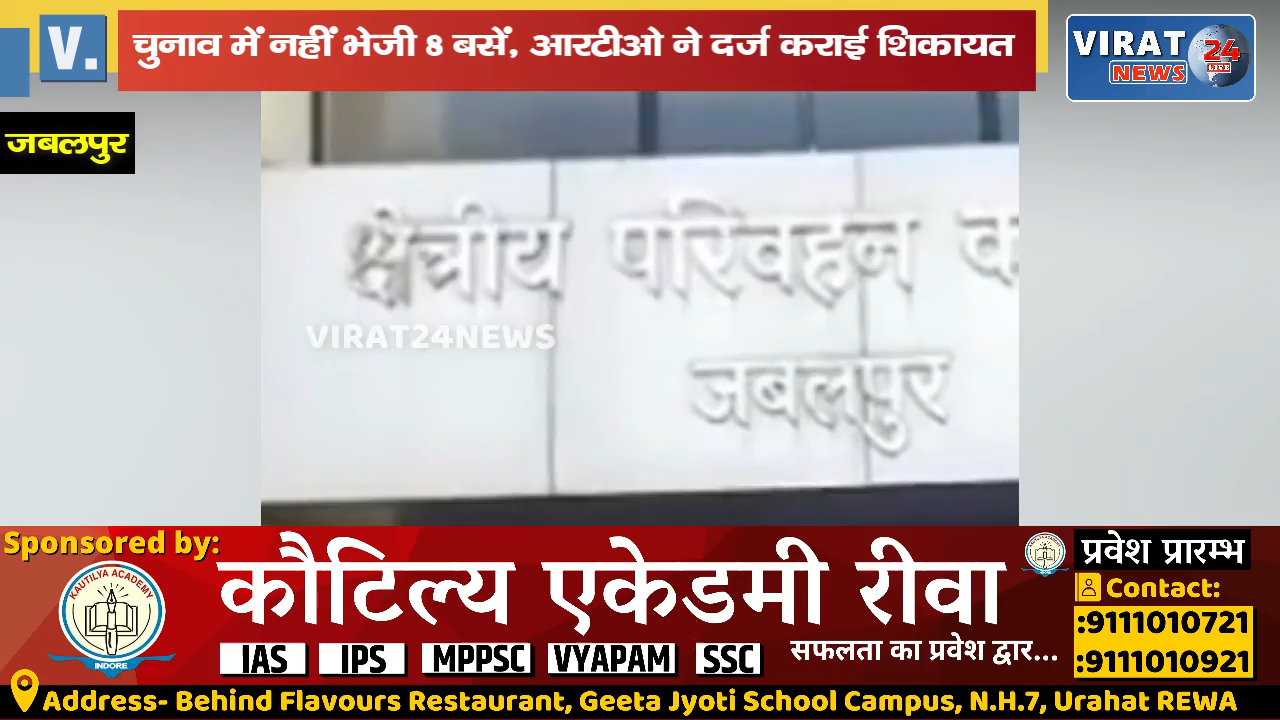 V.
चुनाव में नहीं भेजी 8 बसें, आरटीओ ने दर्ज कराई शिकायत
VIRAT 24
NEWS LIVE
जबलपुर
क्षेत्रीय परिवहन
VIRAT24NEWS
जबलपुर
Sponsored by:
KAUTILYA ACADEMY
INDORE
कौटिल्य एकेडमी रीवा
IAS IPS MPPSC VYAPAM SSC
सफलता का प्रवेश द्वार...
प्रवेश प्रारम्भ
Contact:
:9111010721
:9111010921
Address- Behind Flavours Restaurant, Geeta Jyoti School Campus, N.H.7, Urahat REWA